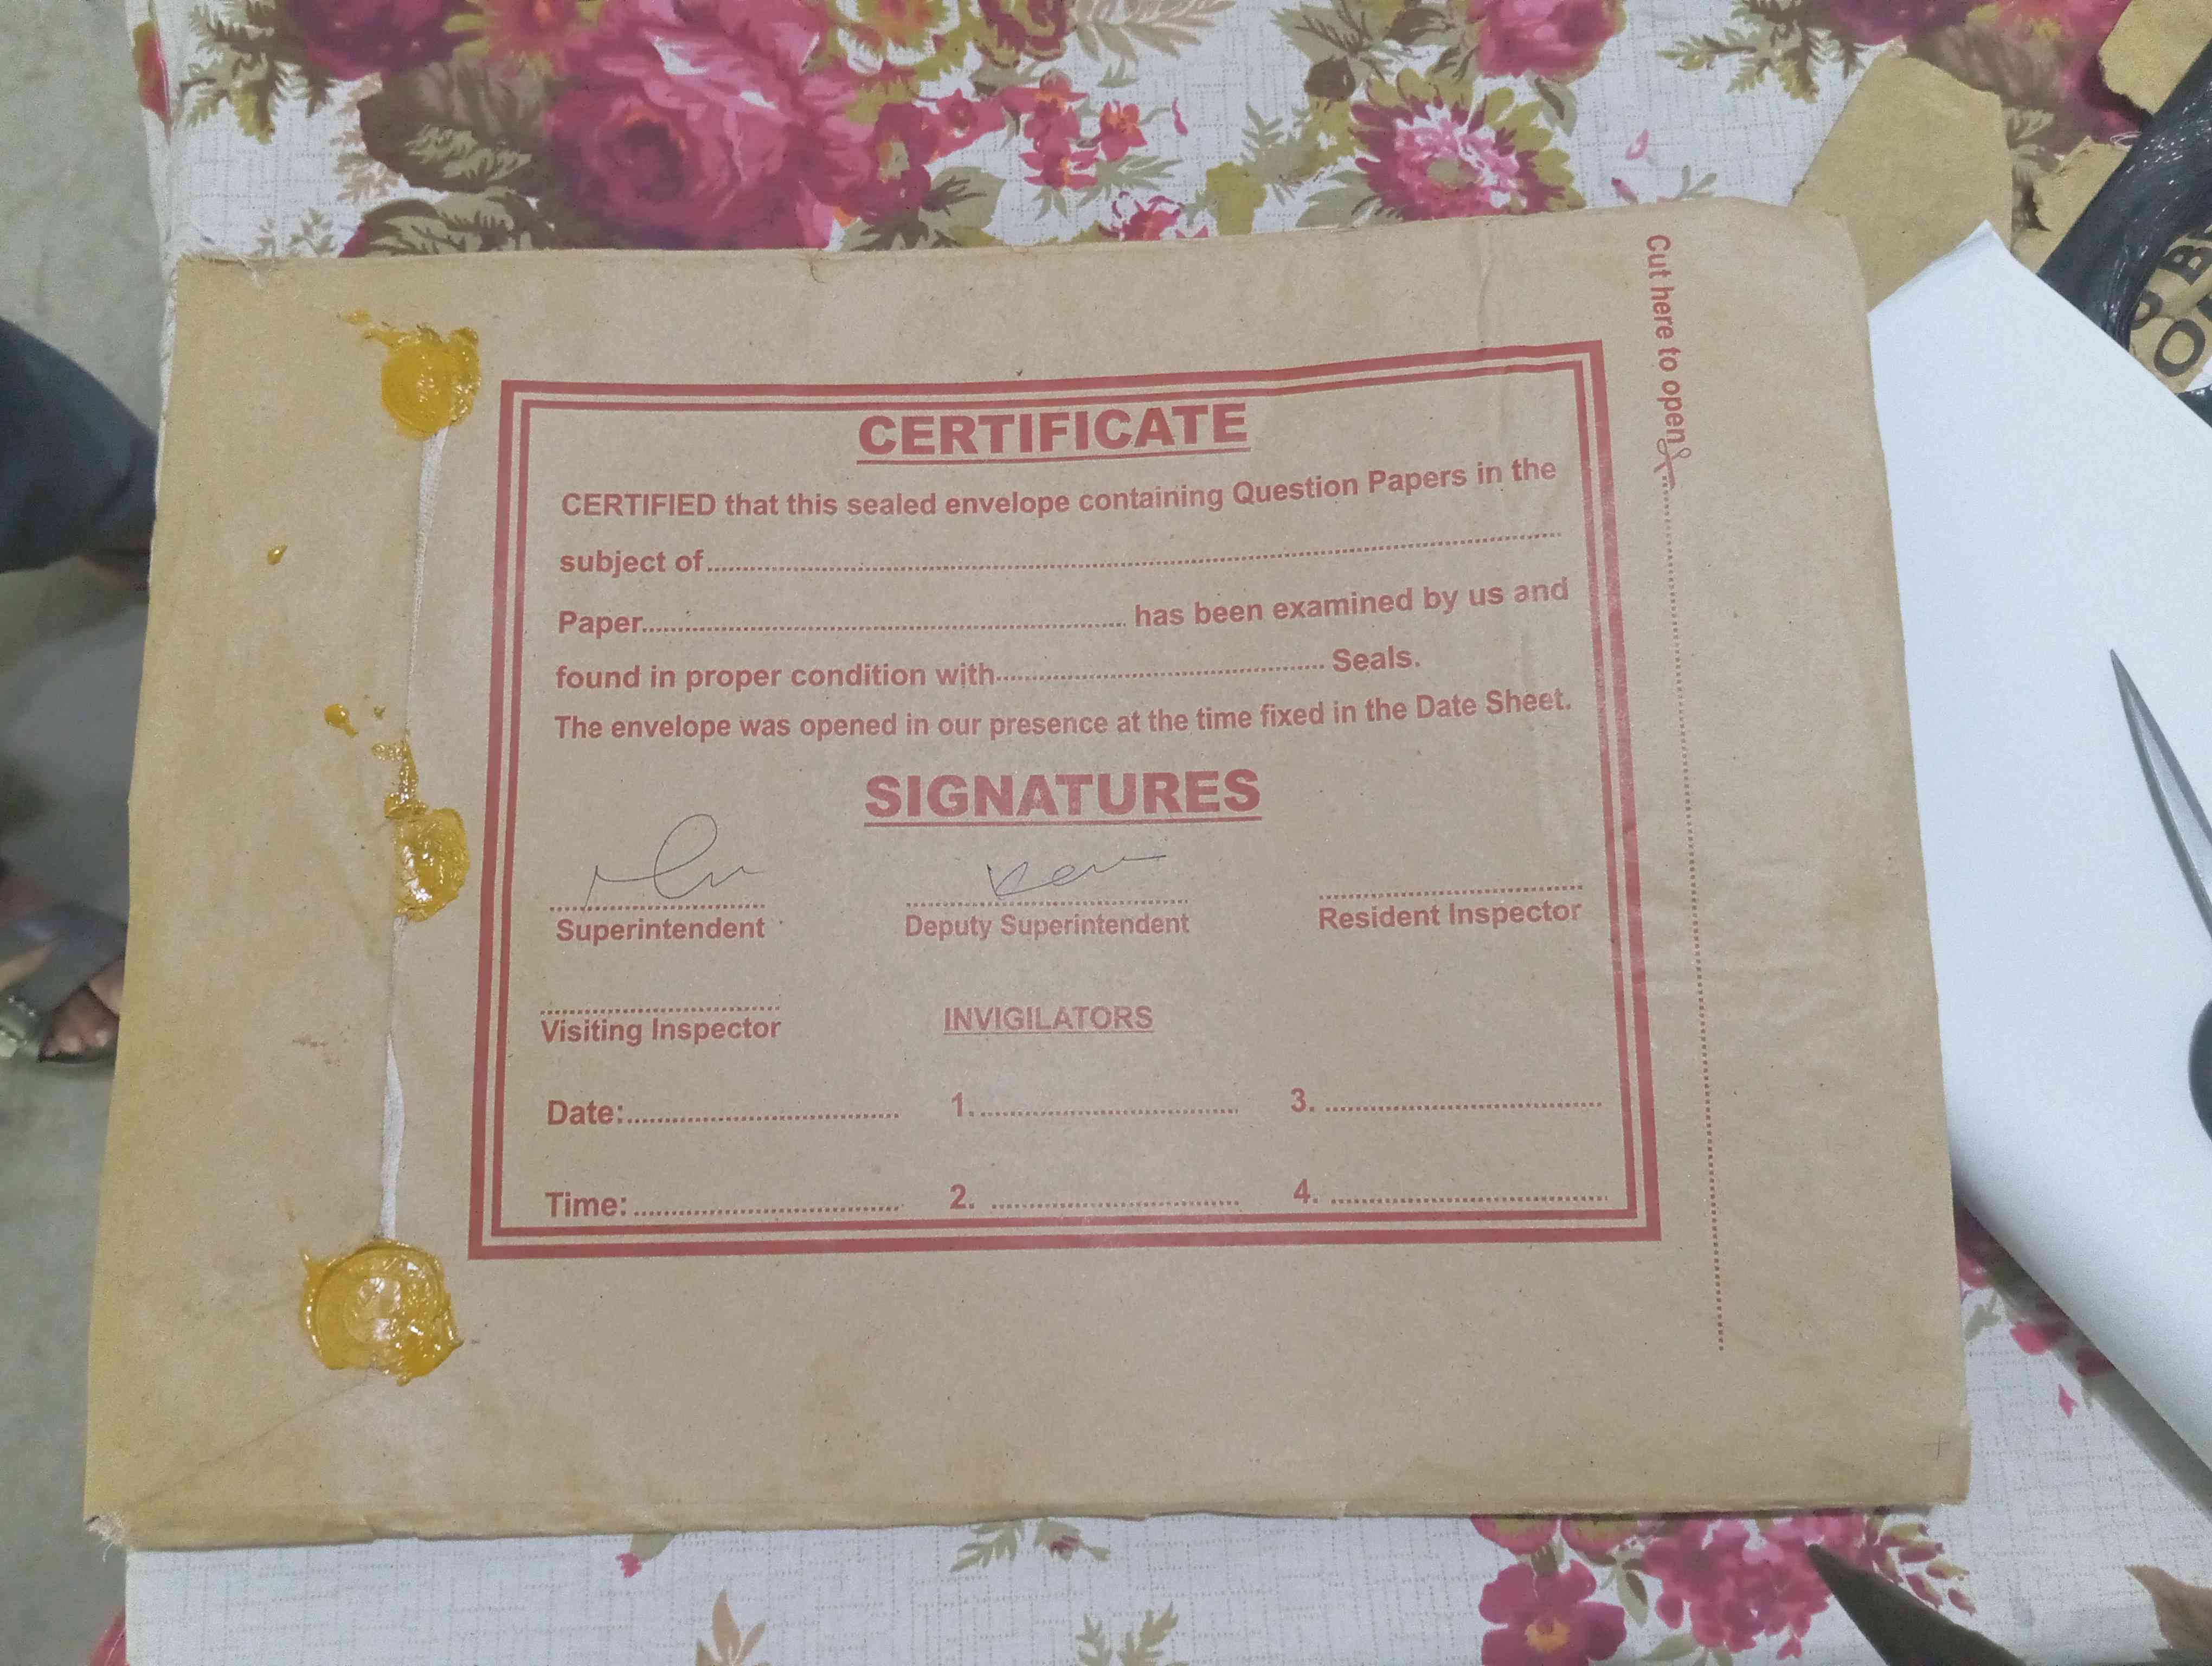 Cut here to open
CERTIFICATE
CERTIFIED that this sealed envelope containing Question Papers in the
subject of
Paper has been examined by us and
found in proper condition with Seals.
The envelope was opened in our presence at the time fixed in the Date Sheet.
SIGNATURES
Superintendent Deputy Superintendent Resident Inspector
Visiting Inspector INVIGILATORS
Date: 1. 3.
Time: 2. 4.